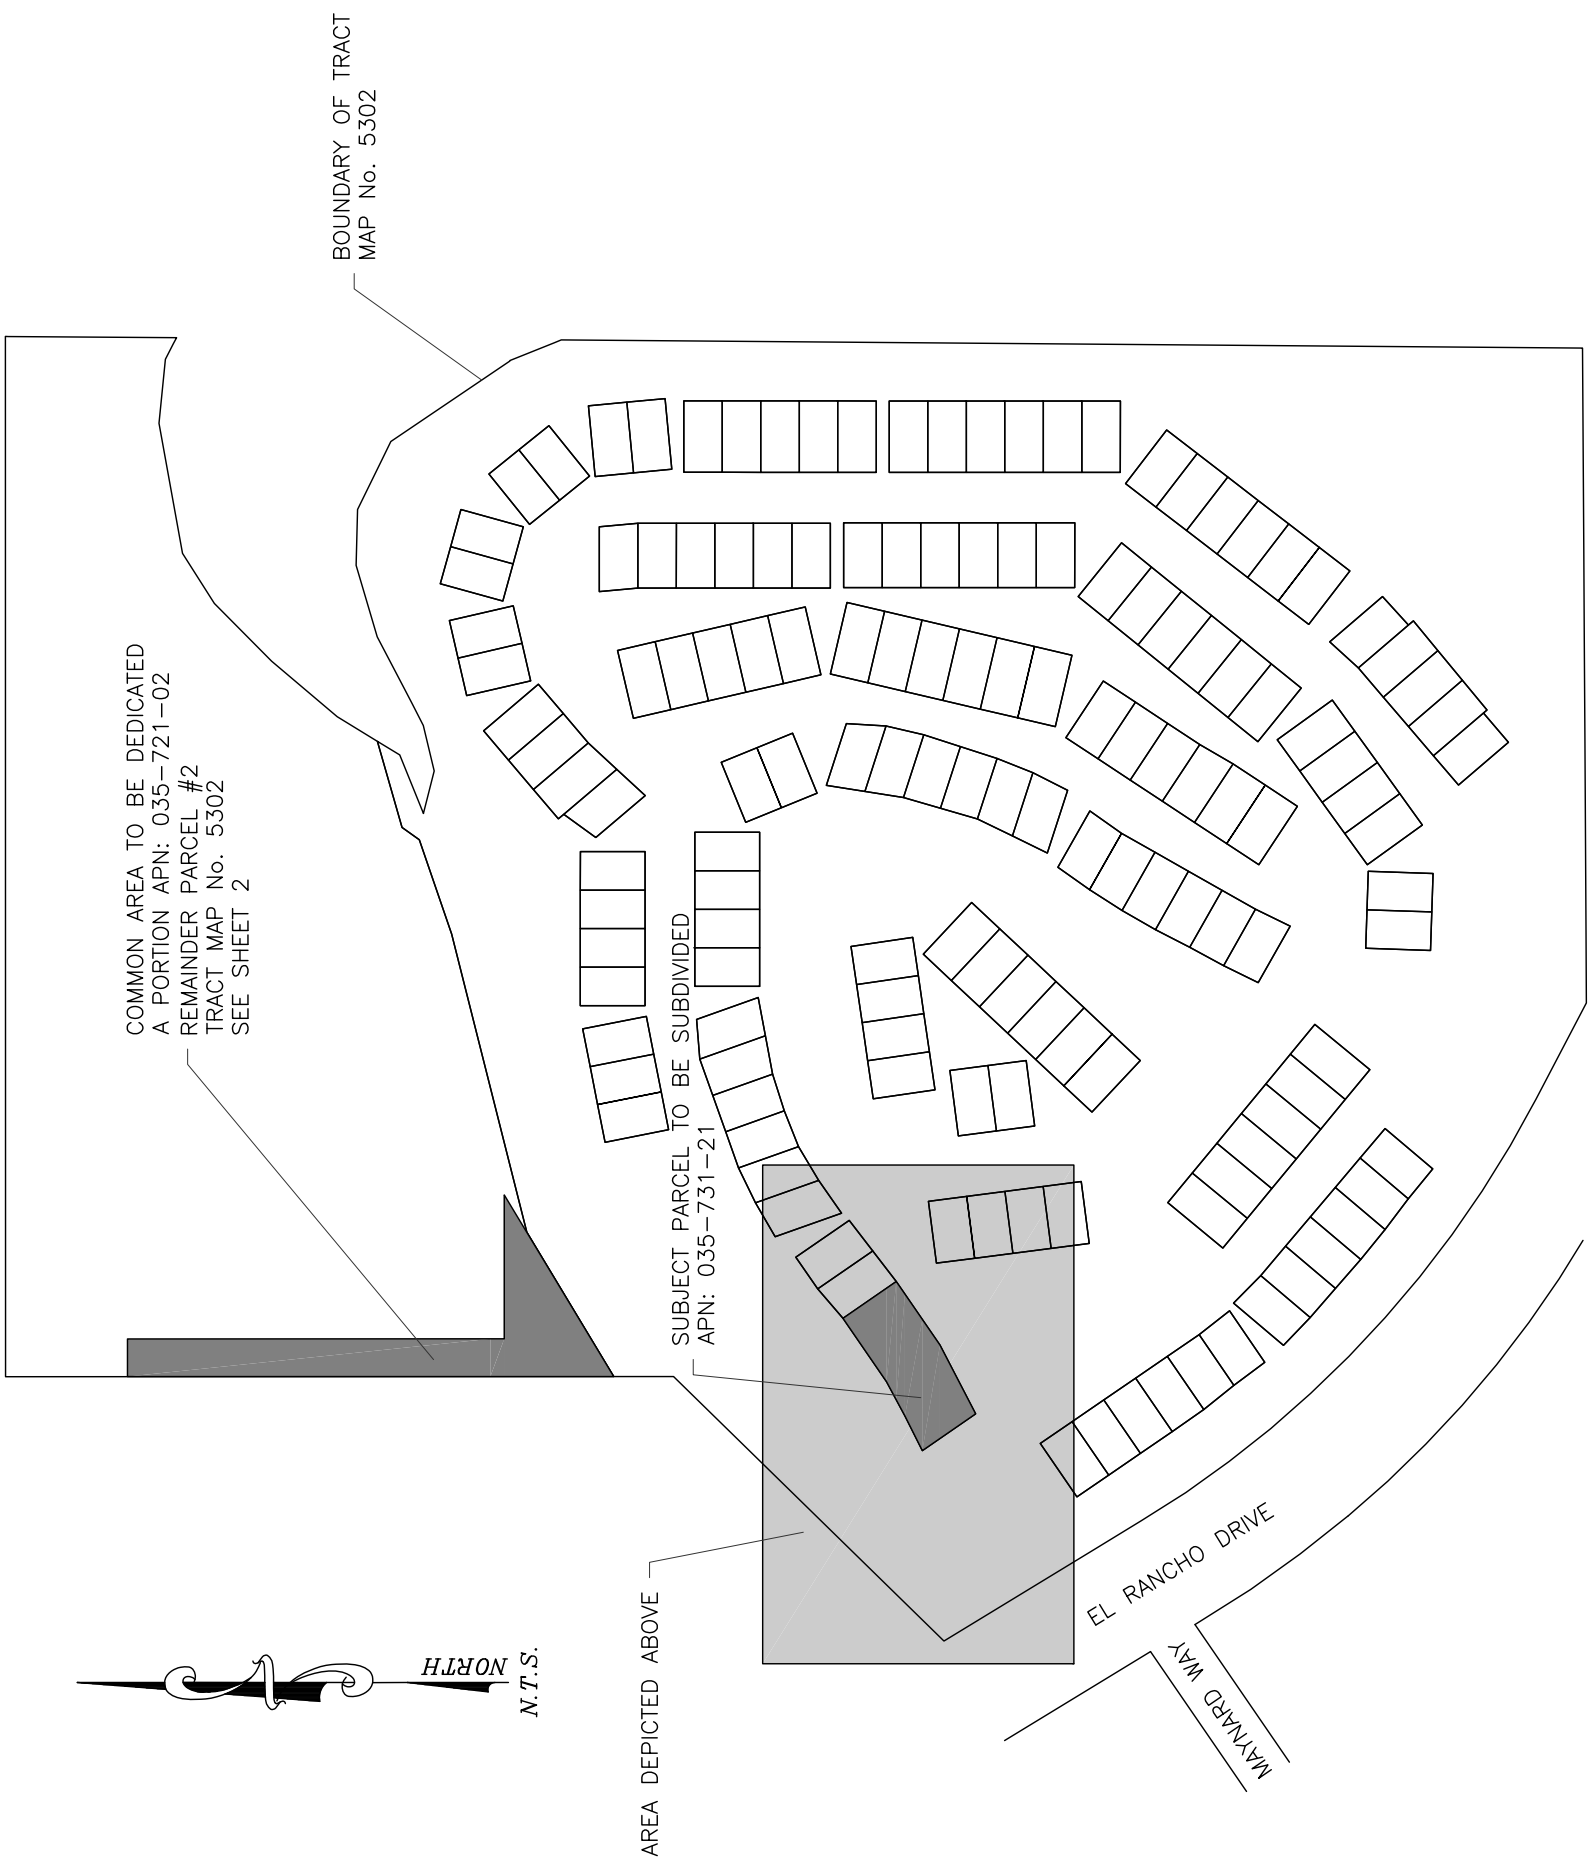 BOUNDARY OF TRACT
MAP No. 5302
COMMON AREA TO BE DEDICATED
A PORTION APN: 035-721-02
REMAINDER PARCEL #2
TRACT MAP No. 5302
SEE SHEET 2
SUBJECT PARCEL TO BE SUBDIVIDED
APN: 035-731-21
AREA DEPICTED ABOVE
EL RANCHO DRIVE
MAYNARD WAY
NORTH
N.T.S.